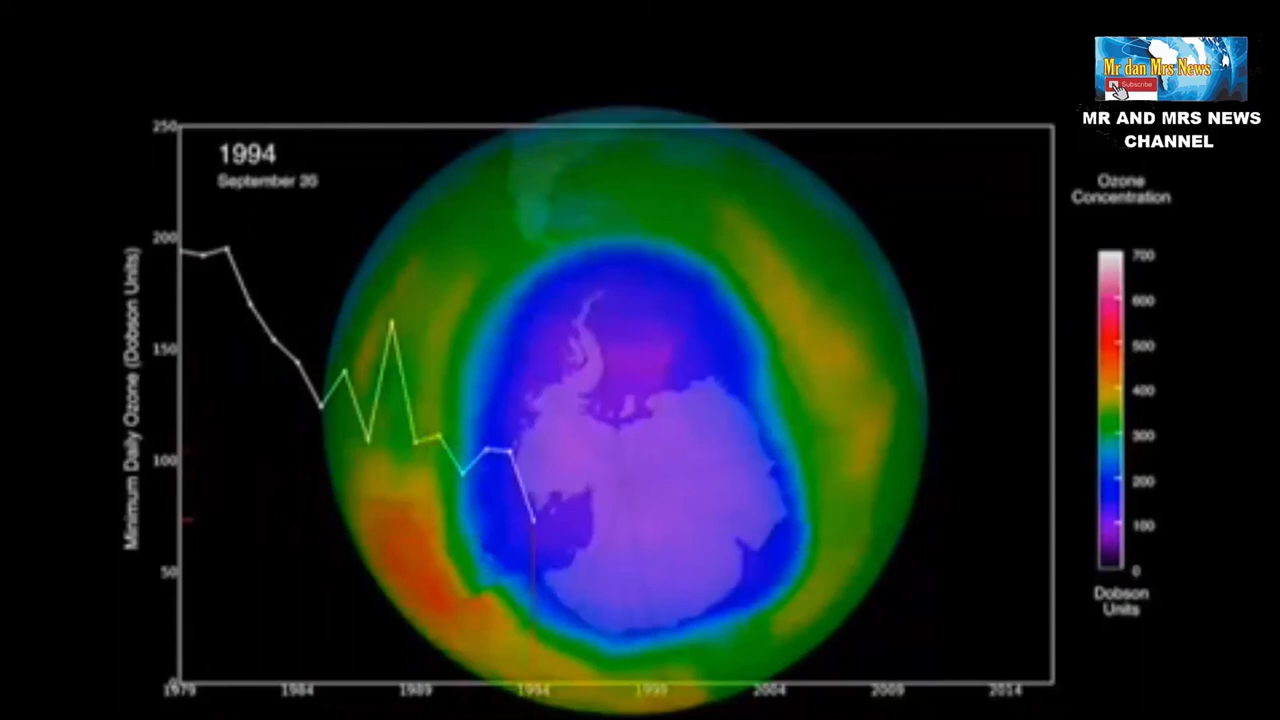 Mr dan Mrs News
Subscribe
MR AND MRS NEWS
CHANNEL
1994
Ozone
Concentration
Minimum Daily Ozone (Dobson Units)
250
200
150
100
50
0
1979
1984
1989
1994
1999
2004
2009
2014
700
600
500
400
300
200
100
0
Dobson
Units